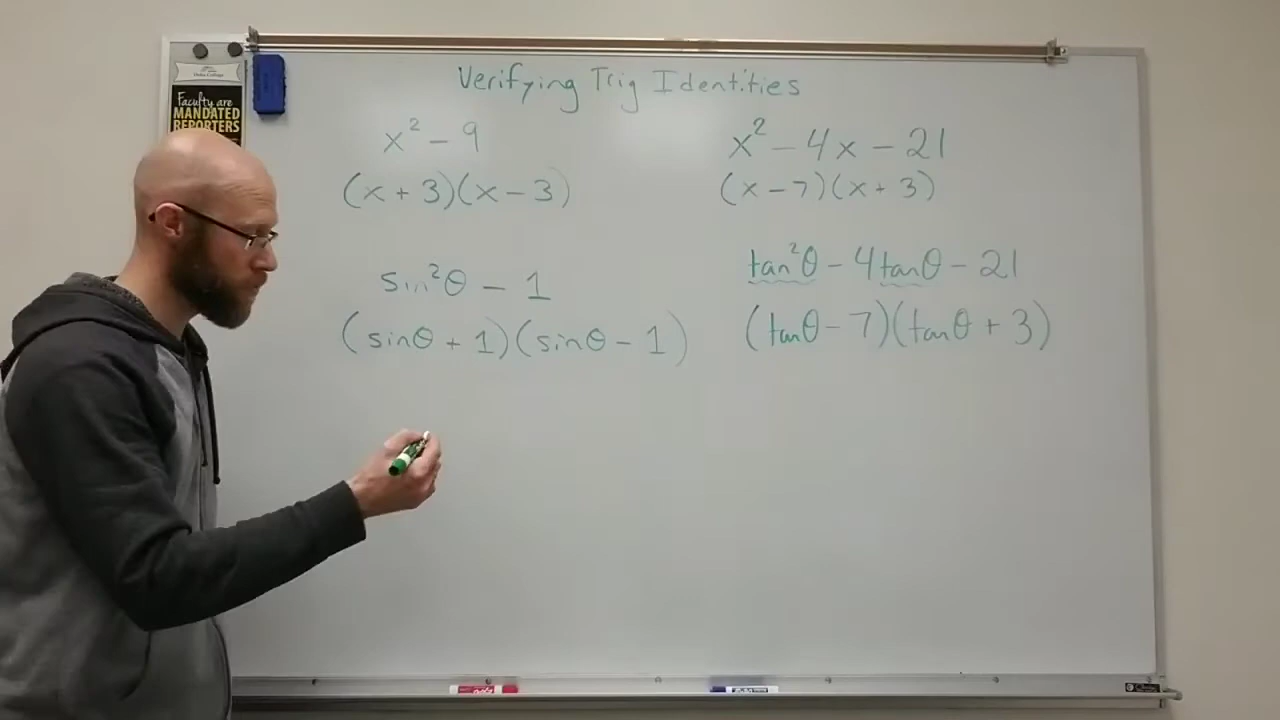 Verifying Trig Identities
Faculty are
MANDATED
REPORTERS
x² - 9
(x + 3)(x - 3)
sin²θ - 1
(sinθ + 1)(sinθ - 1)
x² - 4x - 21
(x - 7)(x + 3)
tan²θ - 4tanθ - 21
(tanθ - 7)(tanθ + 3)